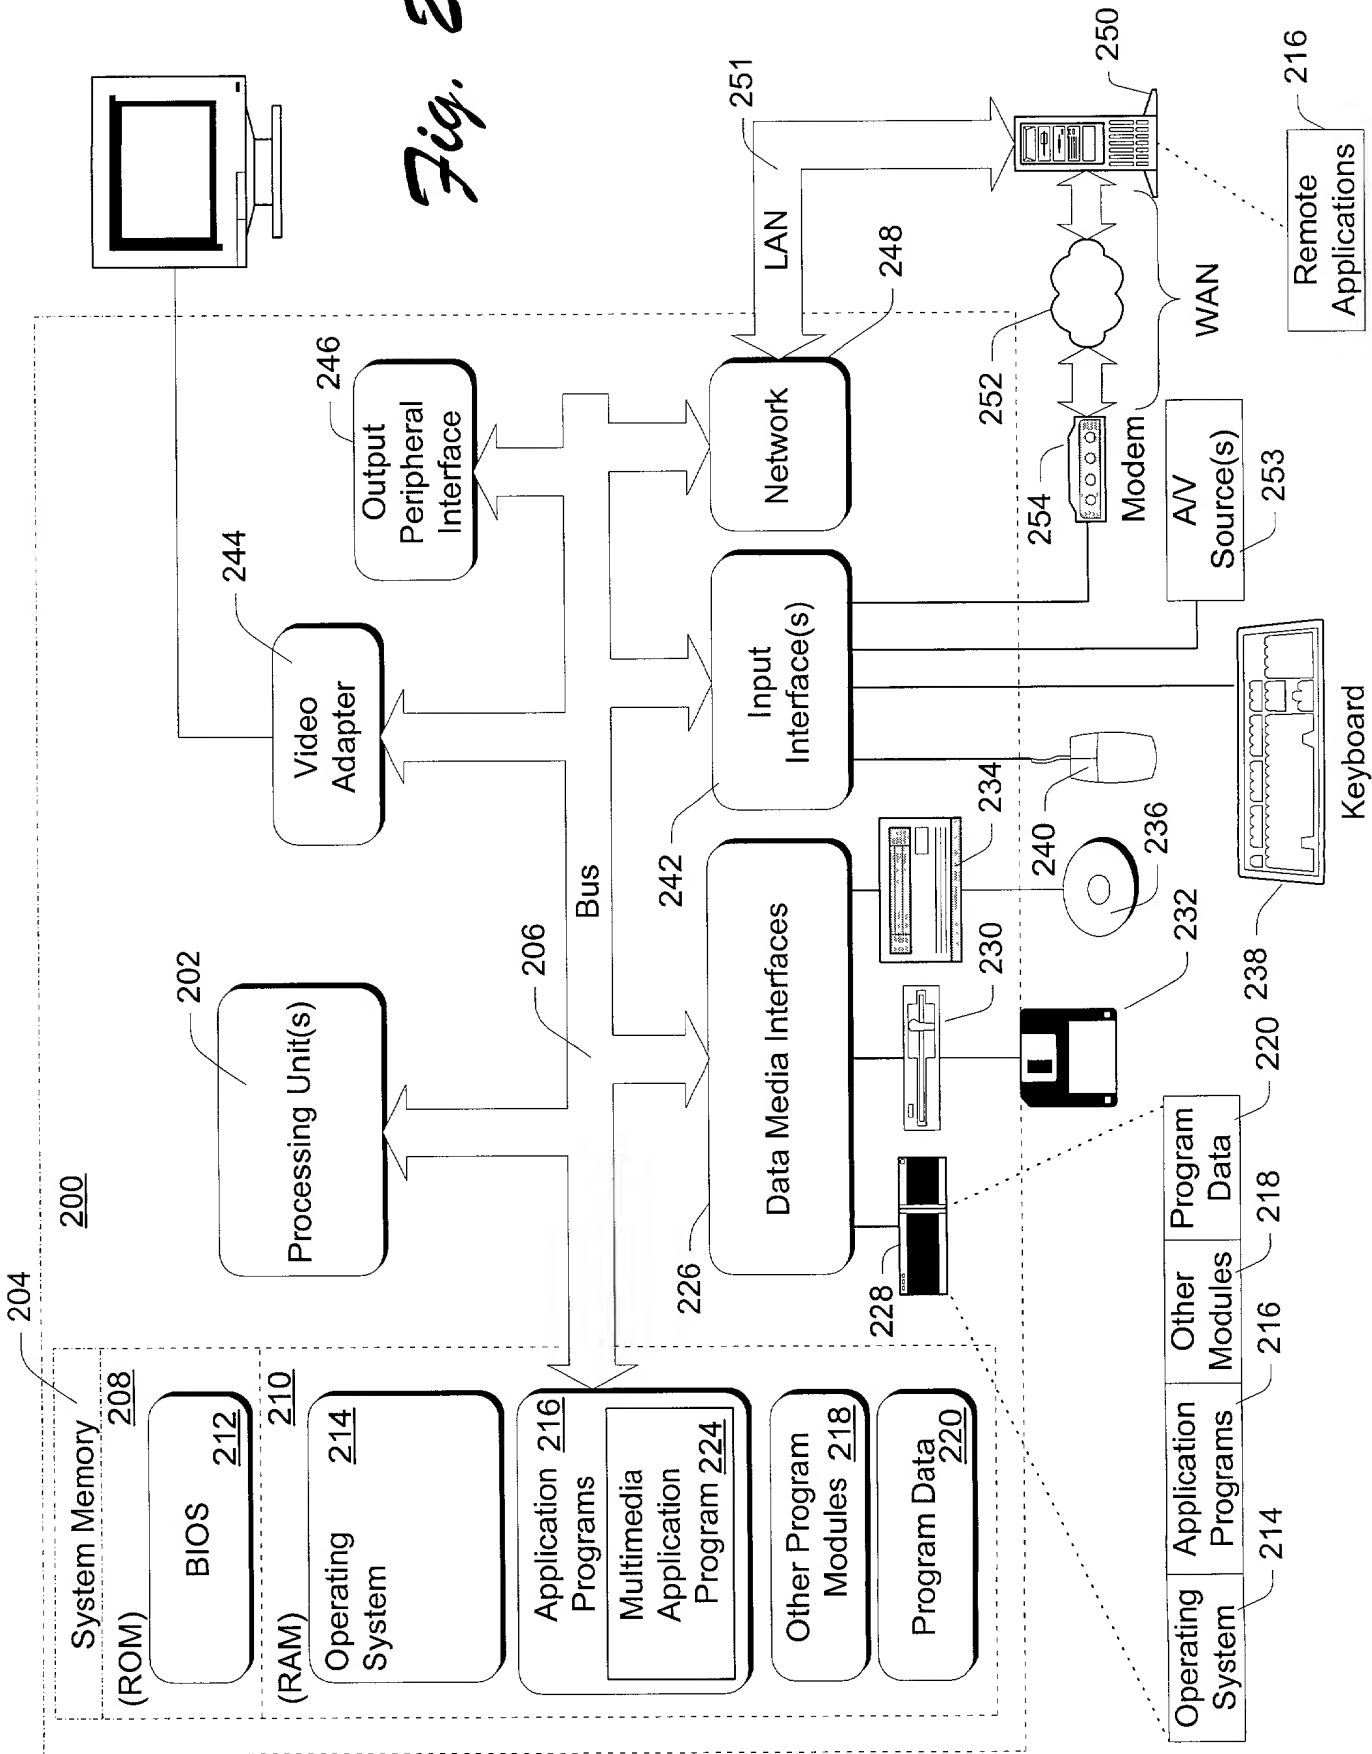 200
204
System Memory
(ROM) 208
BIOS
212
(RAM) 210
Operating
System
214
Application
Programs
216
Multimedia
Application
Program 224
Other Program
Modules 218
Program Data
220
202
Processing Unit(s)
244
Video
Adapter
246
Output
Peripheral
Interface
206
Bus
226
Data Media Interfaces
242
Input
Interface(s)
Network
248
LAN
251
228
230
234
240
236
232
238
Keyboard
254
Modem
252
WAN
250
A/V
Source(s)
253
Remote
Applications
216
Operating
System
214
Application
Programs
216
Other
Modules
218
Program
Data
220
Fig. 2